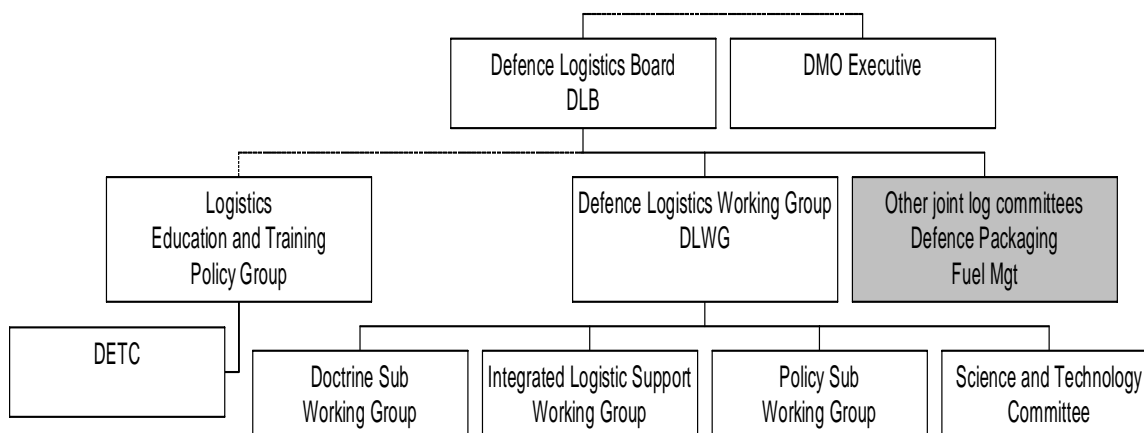 Defence Logistics Board
DLB
DMO Executive
Logistics
Education and Training
Policy Group
Defence Logistics Working Group
DLWG
Other joint log committees
Defence Packaging
Fuel Mgt
DETC
Doctrine Sub
Working Group
Integrated Logistic Support
Working Group
Policy Sub
Working Group
Science and Technology
Committee